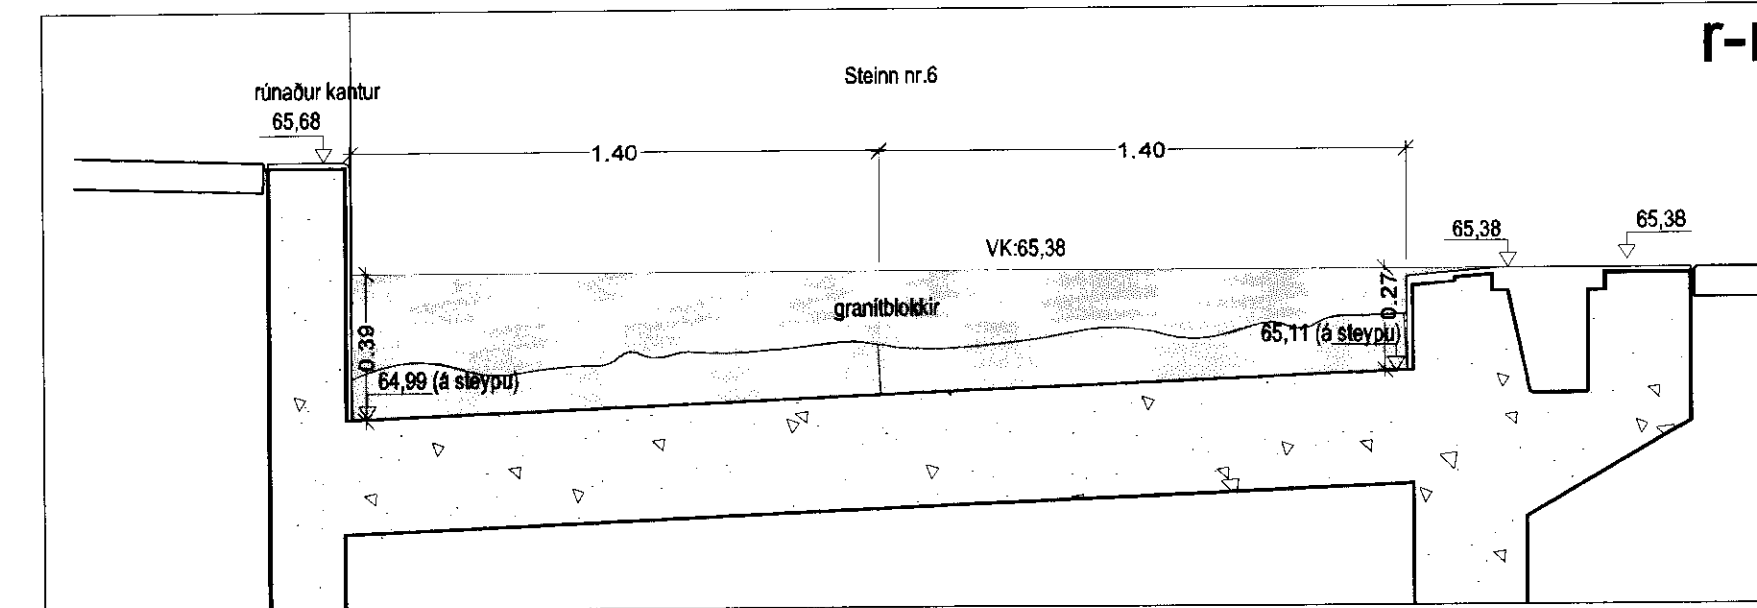 r-
Steinn nr.6
rúnaður kantur
65,68
1.40
1.40
65,38
65,38
VK:65,38
granítblokkir
0.27
0.39
65,11 (á steypu)
64,99 (á steypu)